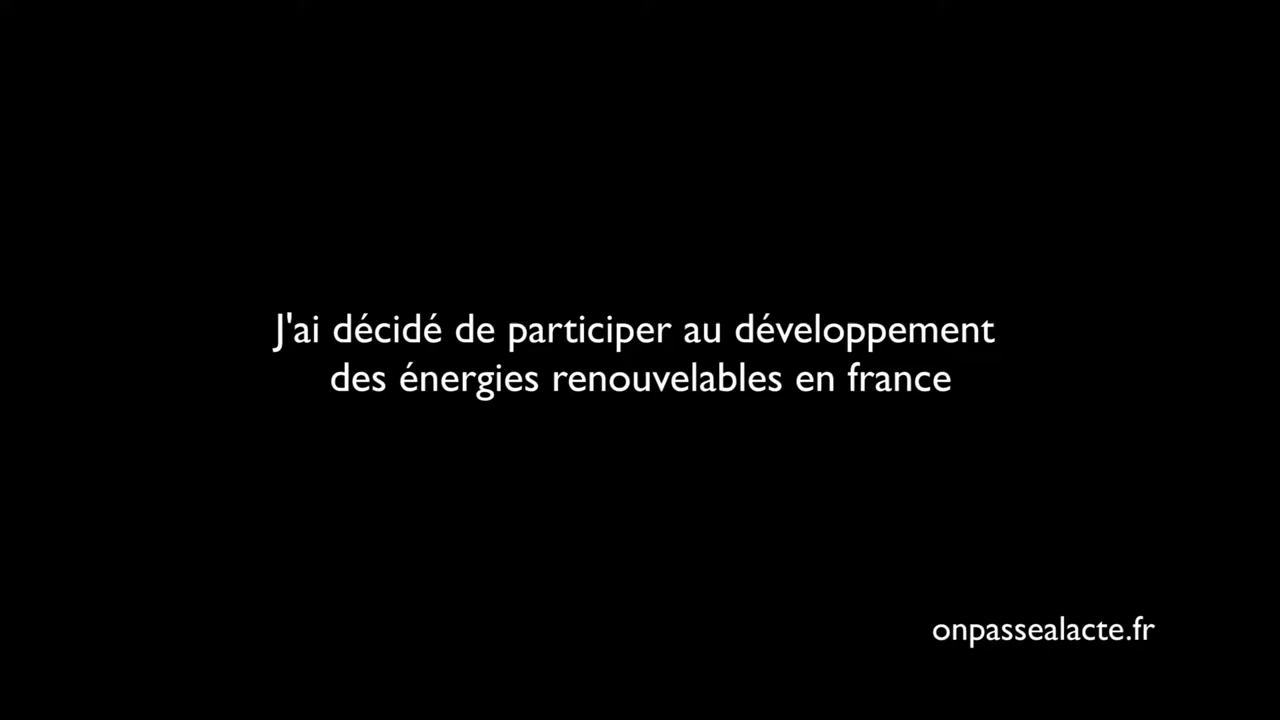 J'ai décidé de participer au développement
des énergies renouvelables en france
onpassealacte.fr